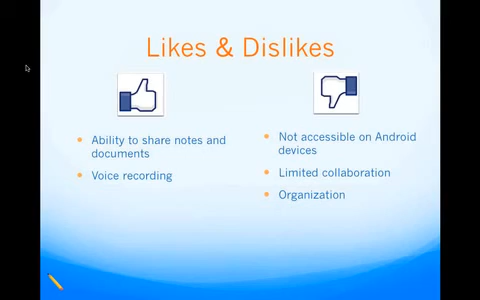 Likes & Dislikes
Ability to share notes and
documents
Voice recording
Not accessible on Android
devices
Limited collaboration
Organization